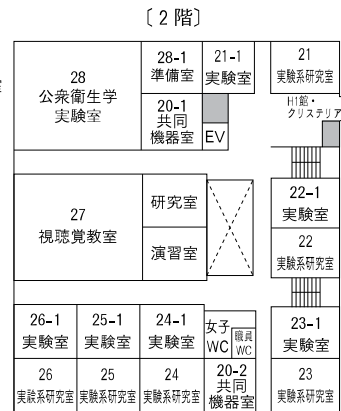 〔2階〕
28
公衆衛生学
実験室
28-1
準備室
21-1
実験室
21
実験系研究室
20-1
共同
機器室
EV
H1館・
クリステリア
27
視聴覚教室
研究室
演習室
22-1
実験室
22
実験系研究室
26-1
実験室
25-1
実験室
24-1
実験室
女子
WC
職員
WC
23-1
実験室
26
実験系研究室
25
実験系研究室
24
実験系研究室
20-2
共同
機器室
23
実験系研究室